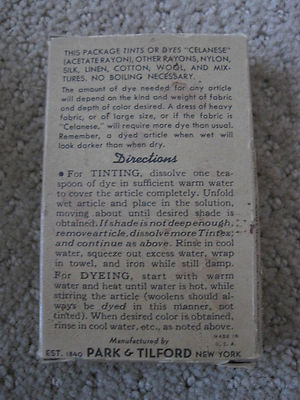 THIS PACKAGE TINTS OR DYES "CELANESE"
(ACETATE RAYON), OTHER RAYONS, NYLON,
SILK, LINEN, COTTON, WOOL, AND MIX-
TURES. NO BOILING NECESSARY.
The amount of dye needed for any article
will depend on the kind and weight of fabric
and depth of color desired. A dress of heavy
fabric, or of large size, or if the fabric is
"Celanese," will require more dye than usual.
Remember, a dyed article when wet will
look darker than when dry.
Directions
• For TINTING, dissolve one tea-
spoon of dye in sufficient warm water
to cover the article completely. Unfold
wet article and place in the solution,
moving about until desired shade is
obtained. If shade is not deep enough,
remove article, dissolve more Tintex,
and continue as above. Rinse in cool
water, squeeze out excess water, wrap
in towel, and iron while still damp.
For DYEING, start with warm
water and heat until water is hot, while
stirring the article (woolens should al-
ways be dyed in this manner, not
tinted). When desired color is obtained,
rinse in cool water, etc., as noted above.
Manufactured by
MADE IN
U.S.A.
EST. 1840 PARK & TILFORD NEW YORK